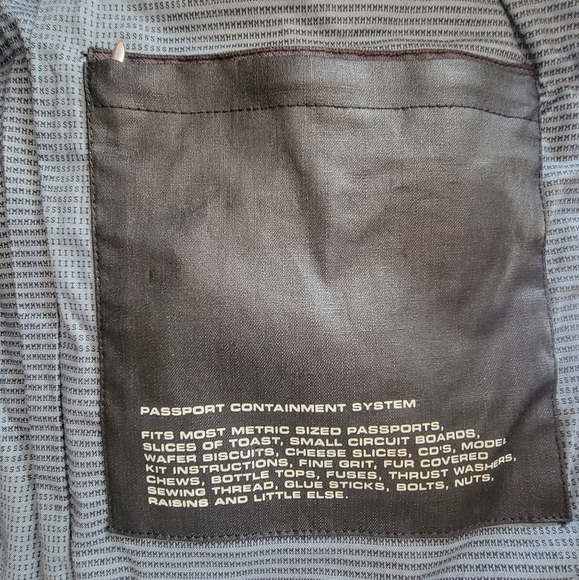 PASSPORT CONTAINMENT SYSTEM
FITS MOST METRIC SIZED PASSPORTS,
SLICES OF TOAST, SMALL CIRCUIT BOARDS,
WAFER BISCUITS, CHEESE SLICES, CD'S, MODEL
KIT INSTRUCTIONS, FINE GRIT, FUR COVERED
CHEWS, BOTTLE TOPS, FUSES, THRUST WASHERS,
SEWING THREAD, GLUE STICKS, BOLTS, NUTS,
RAISINS AND LITTLE ELSE.